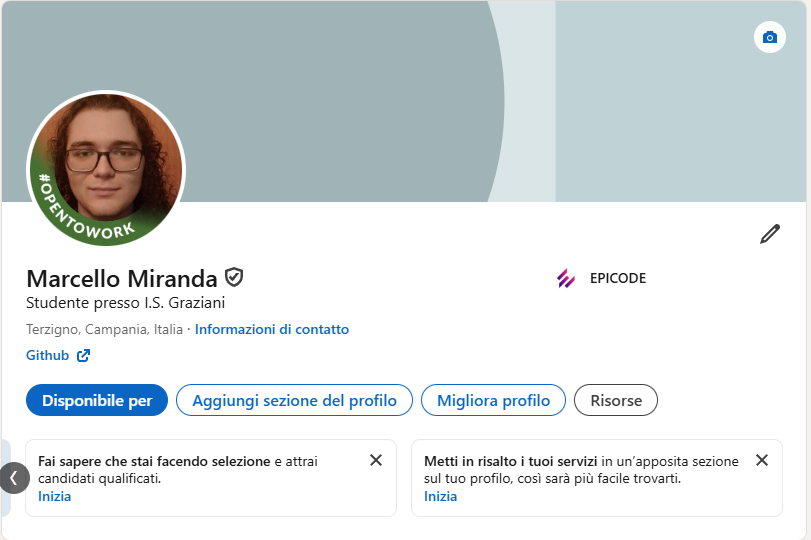 #OPENTOWORK
Marcello Miranda
EPICODE
Studente presso I.S. Graziani
Terzigno, Campania, Italia · Informazioni di contatto
Github
Disponibile per
Aggiungi sezione del profilo
Migliora profilo
Risorse
Fai sapere che stai facendo selezione e attrai
candidati qualificati.
Inizia
Metti in risalto i tuoi servizi in un'apposita sezione
sul tuo profilo, così sarà più facile trovarti.
Inizia